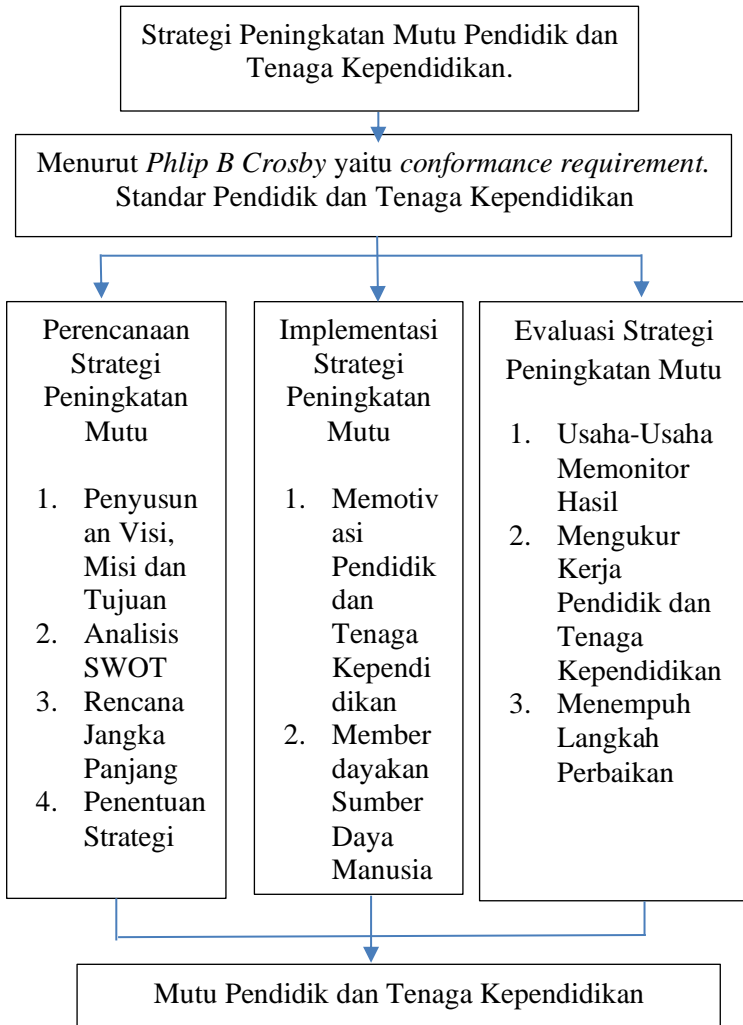 Strategi Peningkatan Mutu Pendidik dan
Tenaga Kependidikan.
Menurut Phlip B Crosby yaitu conformance requirement.
Standar Pendidik dan Tenaga Kependidikan
Perencanaan
Strategi
Peningkatan
Mutu
1. Penyusun
an Visi,
Misi dan
Tujuan
2. Analisis
SWOT
3. Rencana
Jangka
Panjang
4. Penentuan
Strategi
Implementasi
Strategi
Peningkatan
Mutu
1. Memotiv
asi
Pendidik
dan
Tenaga
Kependi
dikan
2. Member
dayakan
Sumber
Daya
Manusia
Evaluasi Strategi
Peningkatan Mutu
1. Usaha-Usaha
Memonitor
Hasil
2. Mengukur
Kerja
Pendidik dan
Tenaga
Kependidikan
3. Menempuh
Langkah
Perbaikan
Mutu Pendidik dan Tenaga Kependidikan